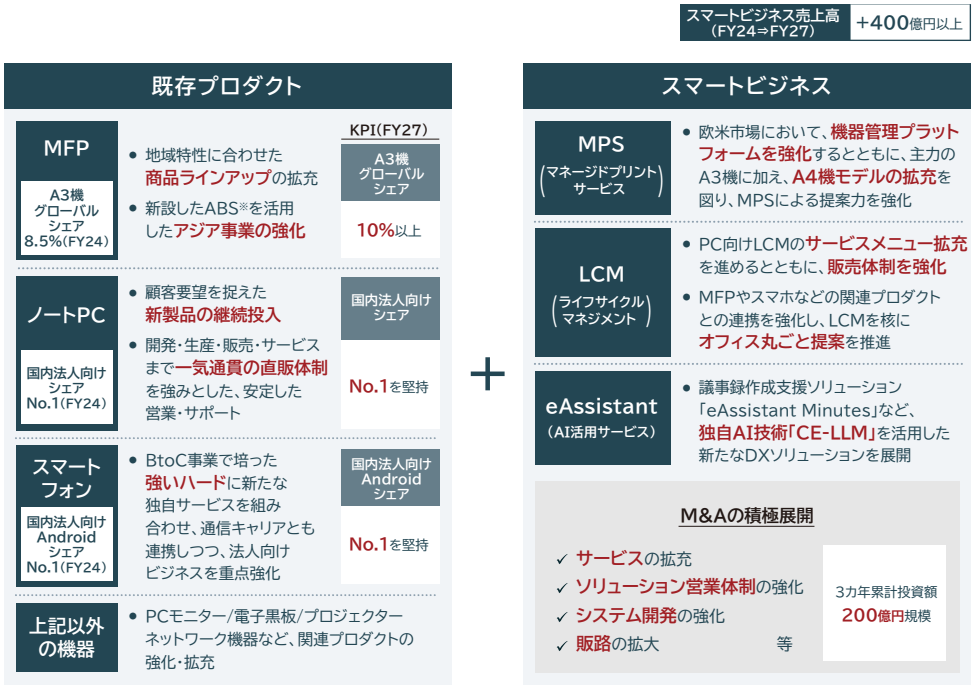 スマートビジネス売上高
(FY24⇒FY27)
+400億円以上
既存プロダクト
KPI(FY27)
MFP
A3機
グローバル
シェア
8.5%(FY24)
● 地域特性に合わせた
商品ラインアップの拡充
● 新設したABS※を活用
したアジア事業の強化
A3機
グローバル
シェア
10%以上
ノートPC
国内法人向け
シェア
No.1(FY24)
● 顧客要望を捉えた
新製品の継続投入
● 開発・生産・販売・サービス
まで一気通貫の直販体制
を強みとした、安定した
営業・サポート
国内法人向け
シェア
No.1を堅持
スマート
フォン
国内法人向け
Android
シェア
No.1(FY24)
● BtoC事業で培った
強いハードに新たな
独自サービスを組み
合わせ、通信キャリアとも
連携しつつ、法人向け
ビジネスを重点強化
国内法人向け
Android
シェア
No.1を堅持
上記以外
の機器
● PCモニター/電子黒板/プロジェクター
ネットワーク機器など、関連プロダクトの
強化・拡充
+
スマートビジネス
MPS
(マネージドプリント
サービス)
● 欧米市場において、機器管理プラット
フォームを強化するとともに、主力の
A3機に加え、A4機モデルの拡充を
図り、MPSによる提案力を強化
LCM
(ライフサイクル
マネジメント)
● PC向けLCMのサービスメニュー拡充
を進めるとともに、販売体制を強化
● MFPやスマホなどの関連プロダクト
との連携を強化し、LCMを核に
オフィス丸ごと提案を推進
eAssistant
(AI活用サービス)
● 議事録作成支援ソリューション
「eAssistant Minutes」など、
独自AI技術「CE-LLM」を活用した
新たなDXソリューションを展開
M&Aの積極展開
✓ サービスの拡充
✓ ソリューション営業体制の強化
✓ システム開発の強化
✓ 販路の拡大 等
3カ年累計投資額
200億円規模